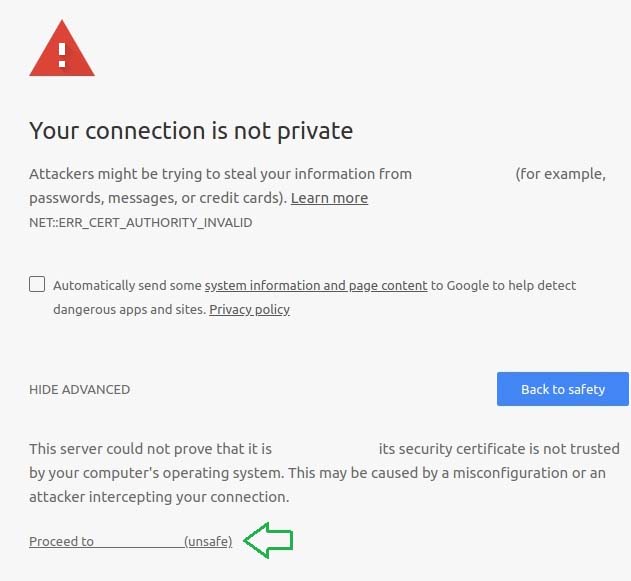 Your connection is not private
Attackers might be trying to steal your information from (for example,
passwords, messages, or credit cards). Learn more
NET::ERR_CERT_AUTHORITY_INVALID
Automatically send some system information and page content to Google to help detect
dangerous apps and sites. Privacy policy
HIDE ADVANCED
Back to safety
This server could not prove that it is its security certificate is not trusted
by your computer's operating system. This may be caused by a misconfiguration or an
attacker intercepting your connection.
Proceed to (unsafe)